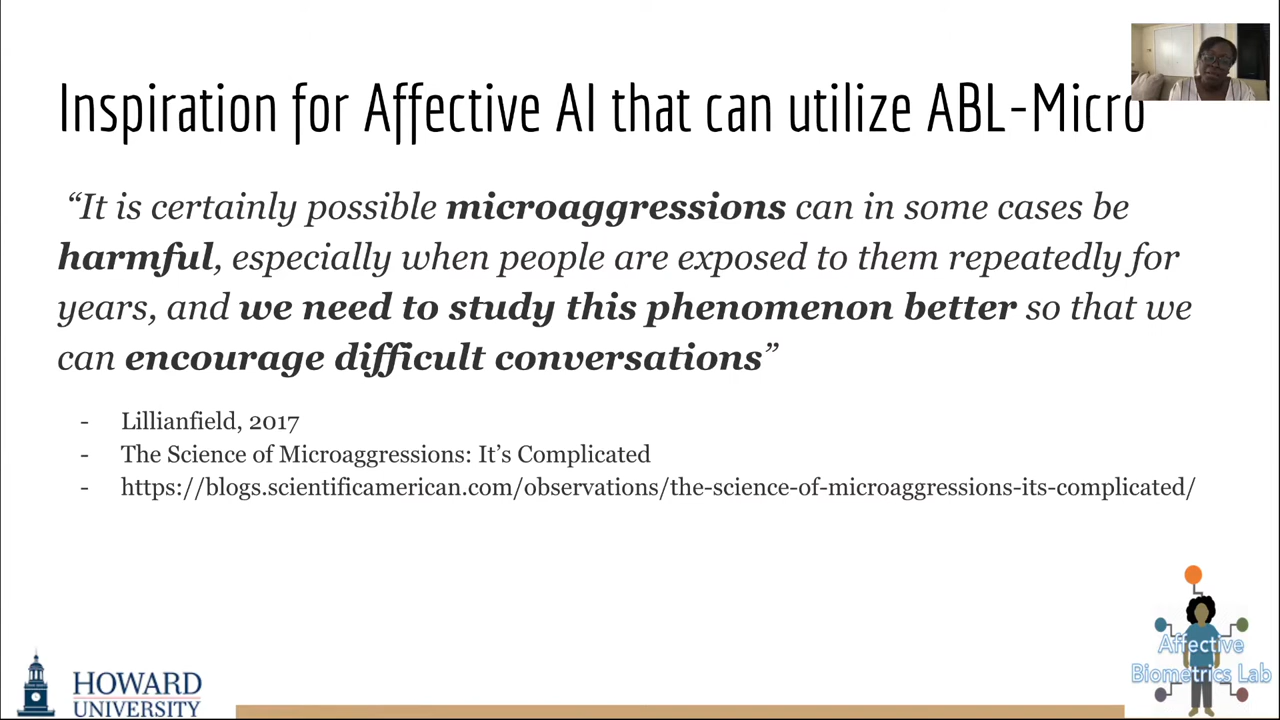 Inspiration for Affective AI that can utilize ABL-Micro
“It is certainly possible microaggressions can in some cases be
harmful, especially when people are exposed to them repeatedly for
years, and we need to study this phenomenon better so that we
can encourage difficult conversations”
- Lillianfield, 2017
- The Science of Microaggressions: It’s Complicated
- https://blogs.scientificamerican.com/observations/the-science-of-microaggressions-its-complicated/
HOWARD
UNIVERSITY
Affective
Biometrics Lab